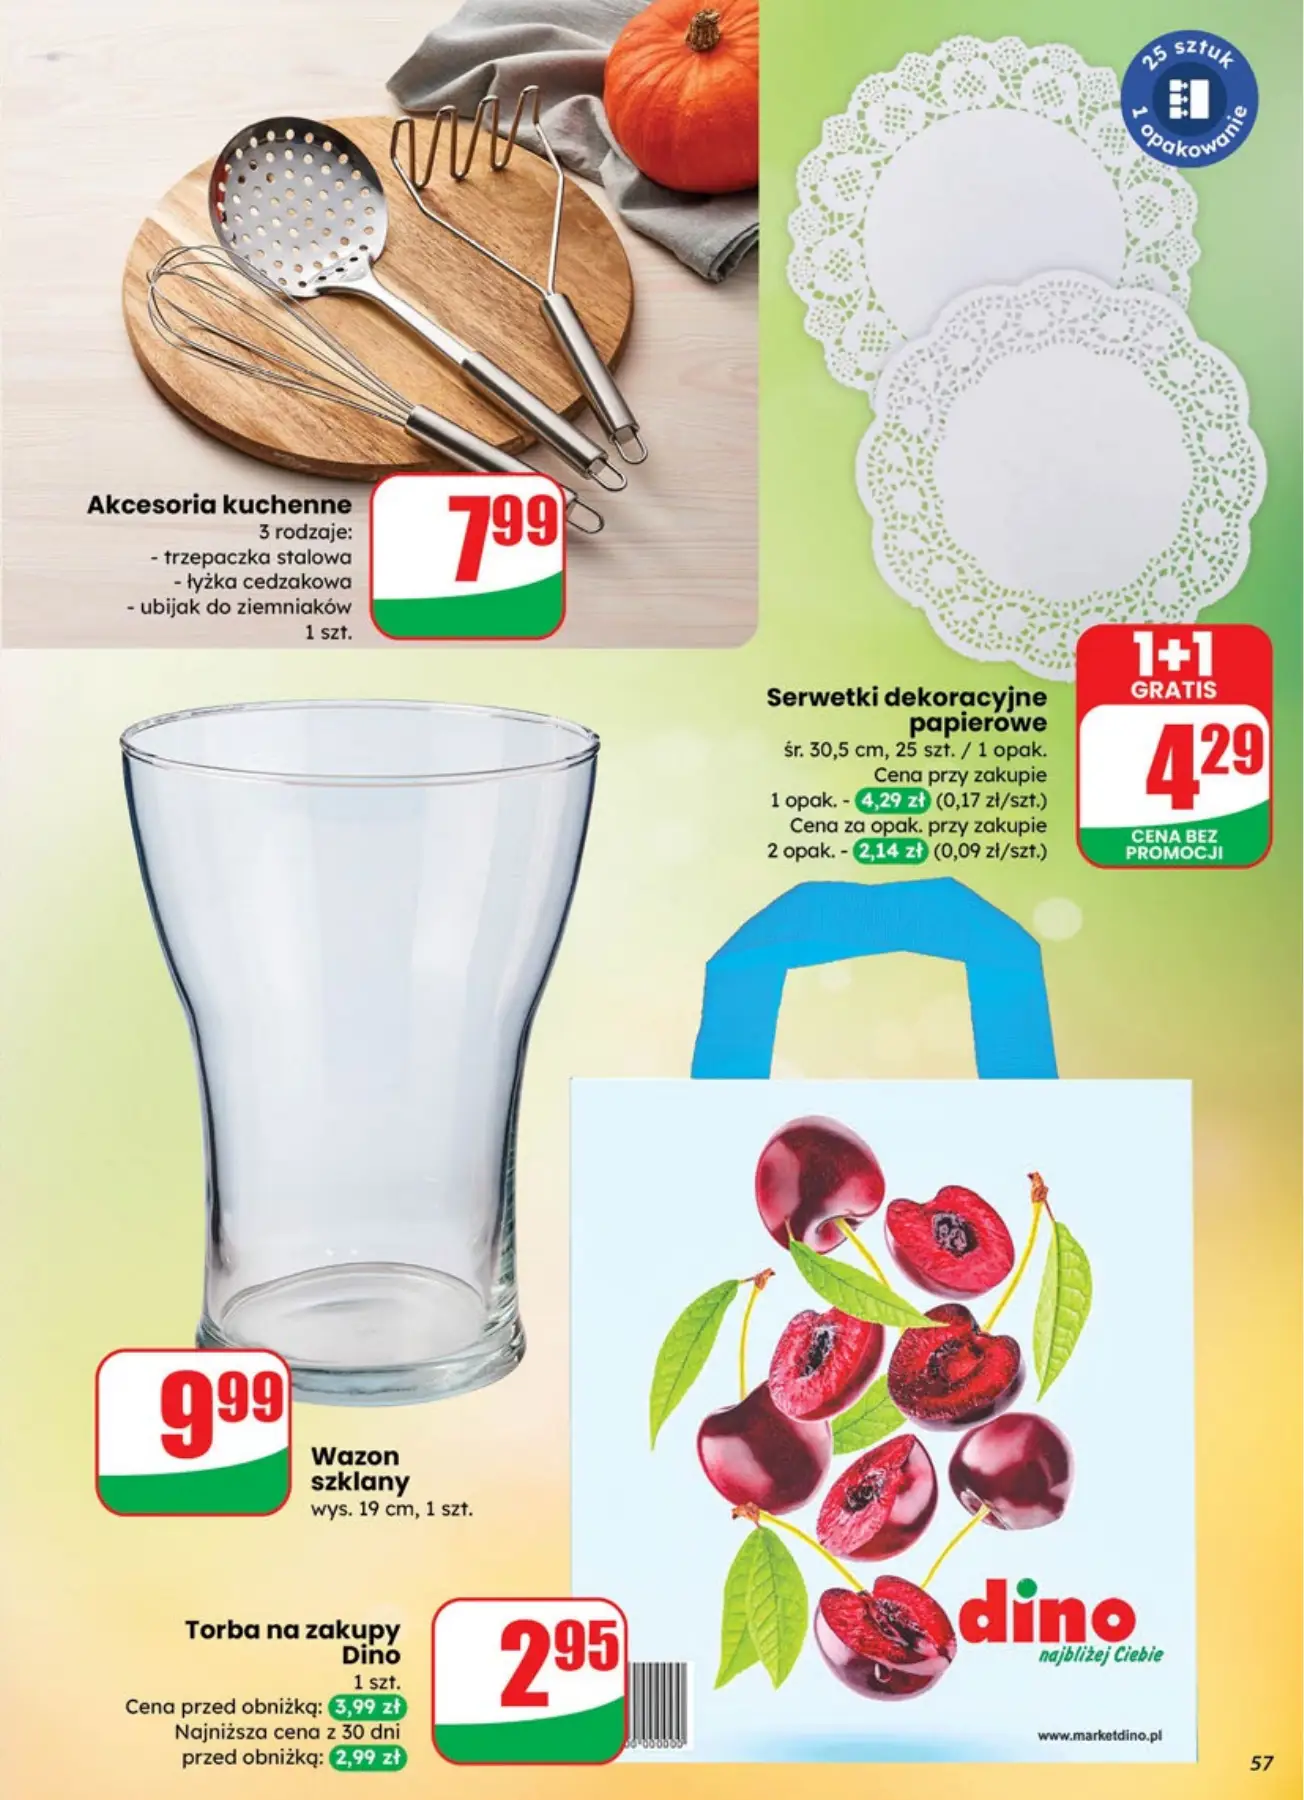 25 sztuk
1 opakowanie
Akcesoria kuchenne
3 rodzaje:
- trzepaczka stalowa
- łyżka cedzakowa
- ubijak do ziemniaków
1 szt.
7 99
Serwetki dekoracyjne
papierowe
śr. 30,5 cm, 25 szt. / 1 opak.
Cena przy zakupie
1 opak. - 4,29 zł (0,17 zł/szt.)
Cena za opak. przy zakupie
2 opak. - 2,14 zł (0,09 zł/szt.)
1+1
GRATIS
4 29
CENA BEZ
PROMOCJI
9 99
Wazon
szklany
wys. 19 cm, 1 szt.
Torba na zakupy
Dino
1 szt.
Cena przed obniżką: 3,99 zł
Najniższa cena z 30 dni
przed obniżką: 2,99 zł
2 95
dino
najbliżej Ciebie
www.marketdino.pl
57